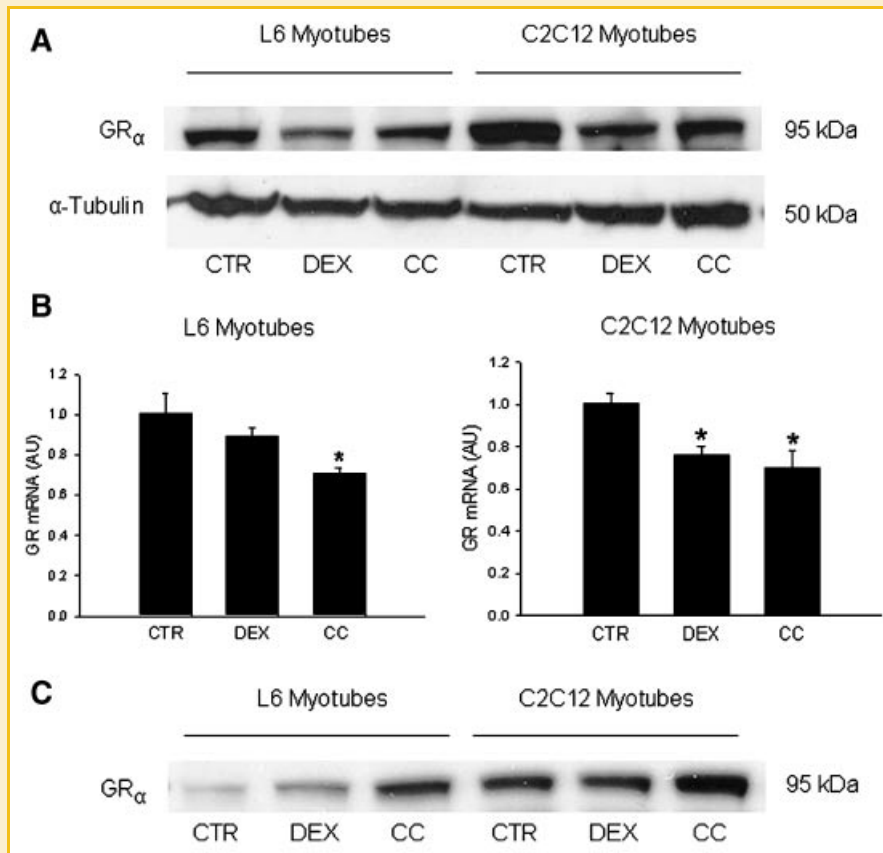 A
L6 Myotubes C2C12 Myotubes
GRα 95 kDa
α-Tubulin 50 kDa
CTR DEX CC CTR DEX CC
B
L6 Myotubes
GR mRNA (AU)
1.2
1.0
0.8
0.6
0.4
0.2
0.0
*
CTR DEX CC
C2C12 Myotubes
GR mRNA (AU)
1.2
1.0
0.8
0.6
0.4
0.2
0.0
* *
CTR DEX CC
C
L6 Myotubes C2C12 Myotubes
GRα 95 kDa
CTR DEX CC CTR DEX CC